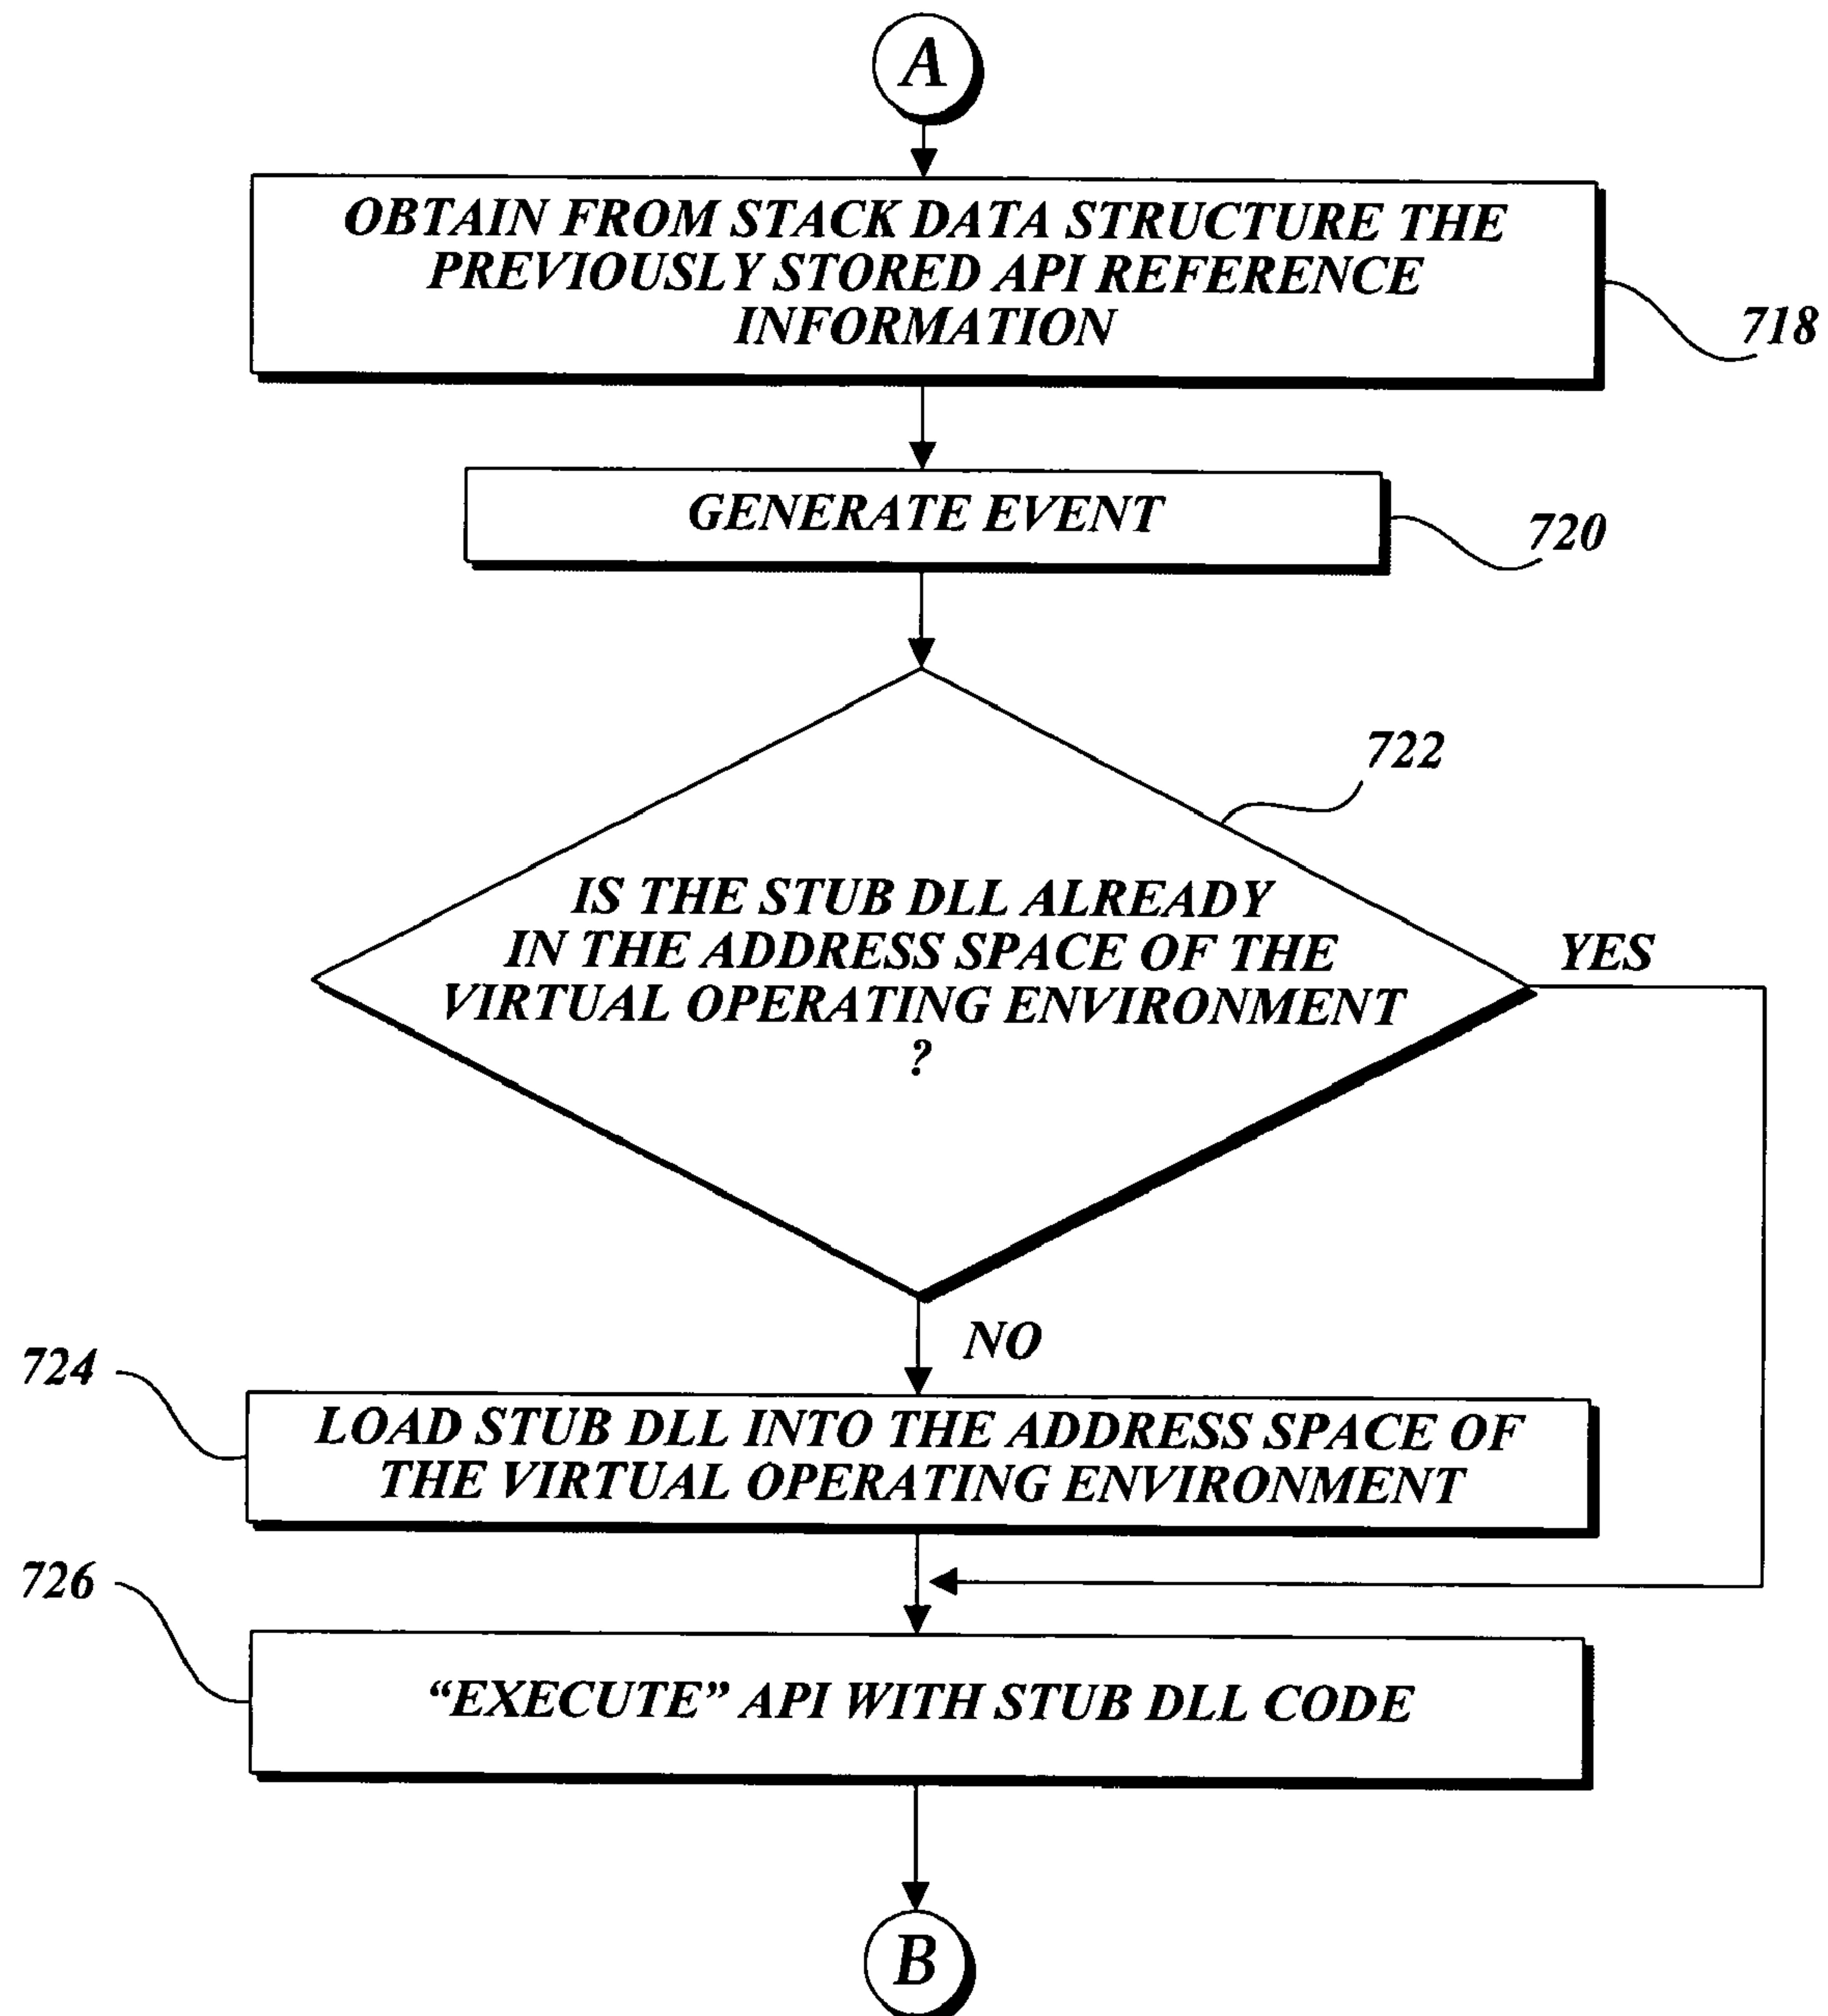 A
OBTAIN FROM STACK DATA STRUCTURE THE
PREVIOUSLY STORED API REFERENCE
INFORMATION
718
GENERATE EVENT
720
722
IS THE STUB DLL ALREADY
IN THE ADDRESS SPACE OF THE
VIRTUAL OPERATING ENVIRONMENT
?
YES
NO
724
LOAD STUB DLL INTO THE ADDRESS SPACE OF
THE VIRTUAL OPERATING ENVIRONMENT
726
“EXECUTE” API WITH STUB DLL CODE
B